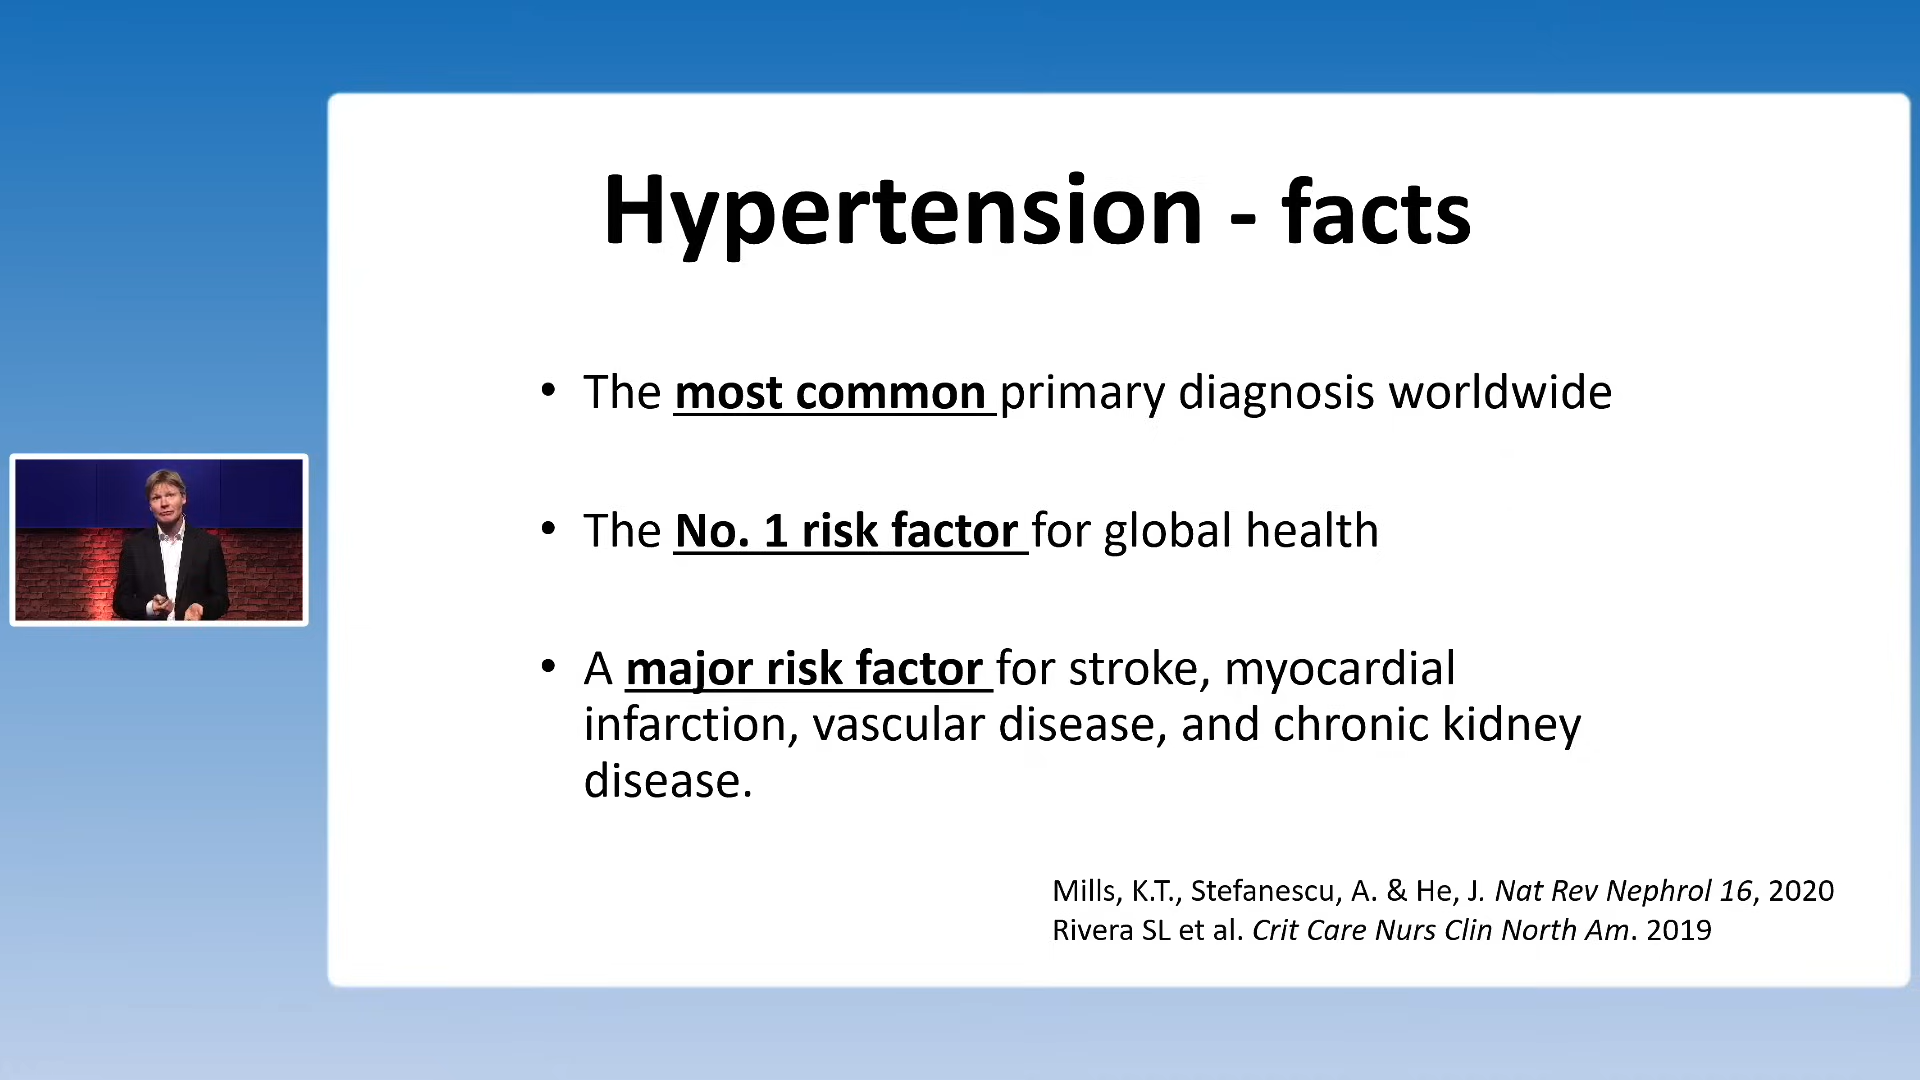 Hypertension - facts
• The most common primary diagnosis worldwide
• The No. 1 risk factor for global health
• A major risk factor for stroke, myocardial
infarction, vascular disease, and chronic kidney
disease.
Mills, K.T., Stefanescu, A. & He, J. Nat Rev Nephrol 16, 2020
Rivera SL et al. Crit Care Nurs Clin North Am. 2019